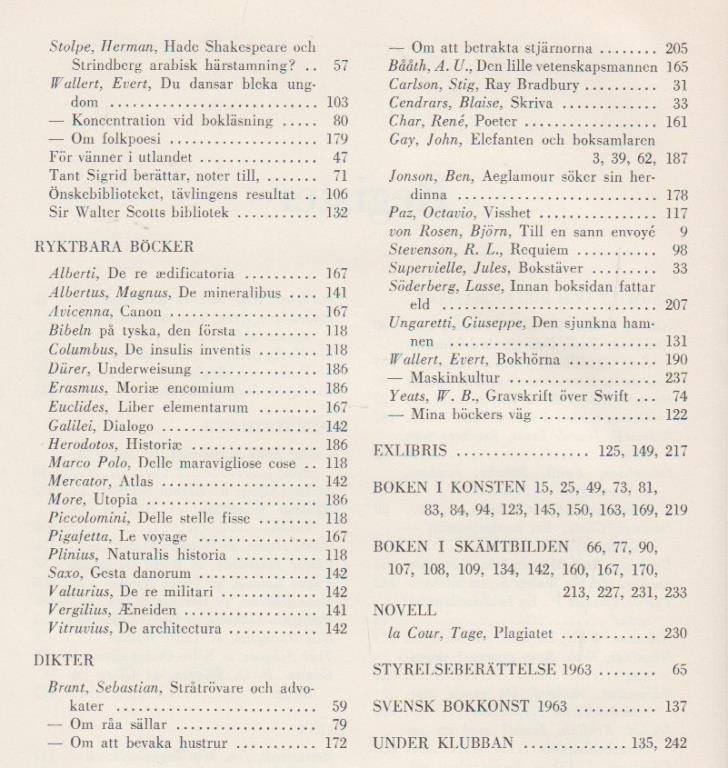 Stolpe, Herman, Hade Shakespeare och
Strindberg arabisk härstamning? .. 57
Wallert, Evert, Du dansar bleka ung-
dom .......................... 103
— Koncentration vid bokläsning ..... 80
— Om folkpoesi .................. 179
För vänner i utlandet ............... 47
Tant Sigrid berättar, noter till, ....... 71
Önskebiblioteket, tävlingens resultat .. 106
Sir Walter Scotts bibliotek ........... 132
RYKTBARA BÖCKER
Alberti, De re ædificatoria .......... 167
Albertus, Magnus, De mineralibus .... 141
Avicenna, Canon .................. 167
Bibeln på tyska, den första .......... 118
Columbus, De insulis inventis ........ 118
Dürer, Underweisung ............... 186
Erasmus, Moriæ encomium .......... 186
Euclides, Liber elementarum ......... 167
Galilei, Dialogo .................... 142
Herodotos, Historiæ ................ 186
Marco Polo, Delle maravigliose cose .. 118
Mercator, Atlas .................... 142
More, Utopia ...................... 186
Piccolomini, Delle stelle fisse ........ 118
Pigafetta, Le voyage ............... 167
Plinius, Naturalis historia ........... 118
Saxo, Gesta danorum ............... 142
Valturius, De re militari ............ 142
Vergilius, Æneiden ................. 141
Vitruvius, De architectura ........... 142
DIKTER
Brant, Sebastian, Stråtrövare och advo-
kater .......................... 59
— Om råa sällar .................. 79
— Om att bevaka hustrur .......... 172
— Om att betrakta stjärnorna ........ 205
Bååth, A. U., Den lille vetenskapsmannen 165
Carlson, Stig, Ray Bradbury .......... 31
Cendrars, Blaise, Skriva ............ 33
Char, René, Poeter ................. 161
Gay, John, Elefanten och boksamlaren
3, 39, 62, 187
Jonson, Ben, Aeglamour söker sin her-
dinna ......................... 178
Paz, Octavio, Visshet ............... 117
von Rosen, Björn, Till en sann envoyé 9
Stevenson, R. L., Requiem ........... 98
Supervielle, Jules, Bokstäver ......... 33
Söderberg, Lasse, Innan boksidan fattar
eld ........................... 207
Ungaretti, Giuseppe, Den sjunkna ham-
nen .......................... 131
Wallert, Evert, Bokhörna ............ 190
— Maskinkultur ................... 237
Yeats, W. B., Gravskrift över Swift ... 74
— Mina böckers väg ............... 122
EXLIBRIS ................. 125, 149, 217
BOKEN I KONSTEN 15, 25, 49, 73, 81,
83, 84, 94, 123, 145, 150, 163, 169, 219
BOKEN I SKÄMTBILDEN 66, 77, 90,
107, 108, 109, 134, 142, 160, 167, 170,
213, 227, 231, 233
NOVELL
la Cour, Tage, Plagiatet ............. 230
STYRELSEBERÄTTELSE 1963 ........ 65
SVENSK BOKKONST 1963 ........... 137
UNDER KLUBBAN .............. 135, 242